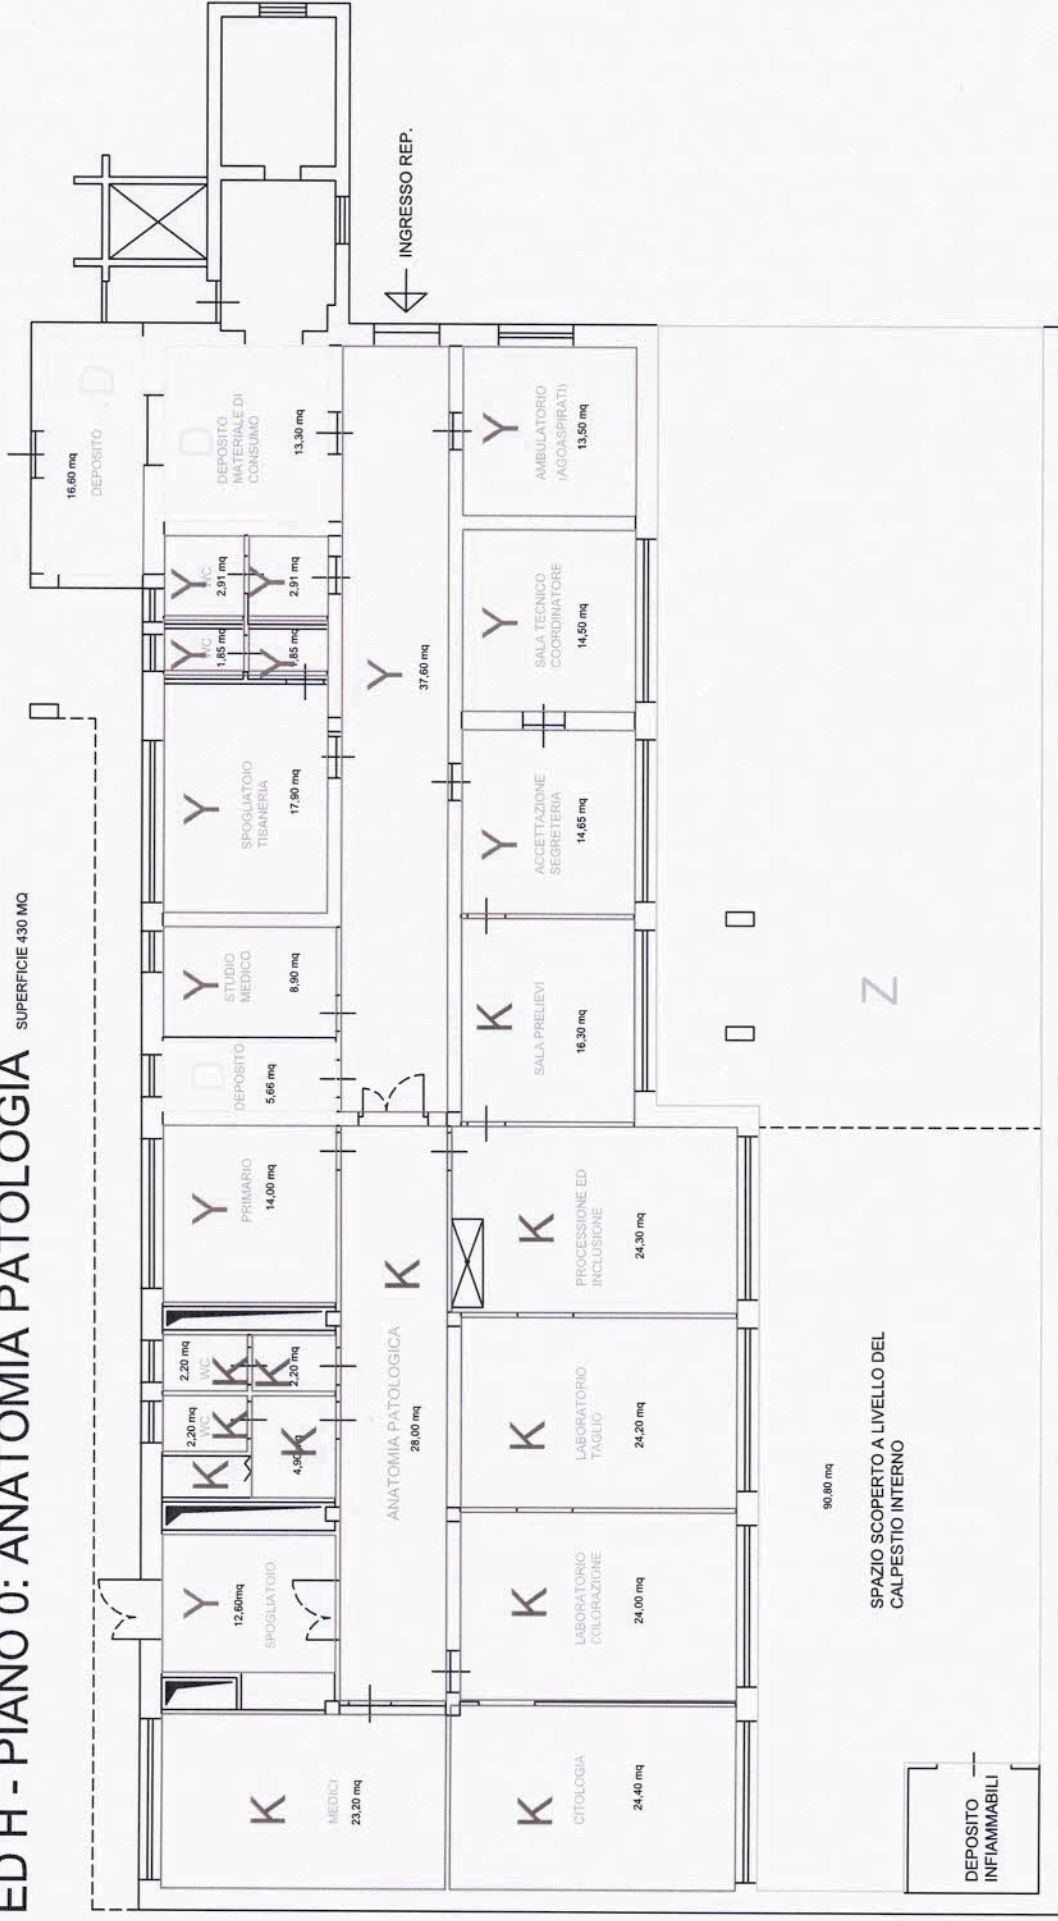 ED H - PIANO 0: ANATOMIA PATOLOGIA SUPERFICIE 430 MQ
16,60 mq
DEPOSITO
D
D
DEPOSITO
MATERIALE DI
CONSUMO
13,30 mq
INGRESSO REP.
Y
WC
2,91 mq
Y
2,91 mq
Y
WC
1,85 mq
Y
1,85 mq
Y
SPOGLIATOIO
TISANERIA
17,90 mq
Y
STUDIO
MEDICO
8,90 mq
D
DEPOSITO
5,66 mq
Y
PRIMARIO
14,00 mq
2,20 mq
WC
K
K
2,20 mq
2,20 mq
WC
K
K
4,90 mq
K
Y
12,60mq
SPOGLIATOIO
K
MEDICI
23,20 mq
Y
37,60 mq
K
ANATOMIA PATOLOGICA
28,00 mq
Y
AMBULATORIO
(AGOASPIRATI)
13,50 mq
Y
SALA TECNICO
COORDINATORE
14,50 mq
Y
ACCETTAZIONE
SEGRETERIA
14,65 mq
K
SALA PRELIEVI
16,30 mq
K
PROCESSIONE ED
INCLUSIONE
24,30 mq
K
LABORATORIO
TAGLIO
24,20 mq
K
LABORATORIO
COLORAZIONE
24,00 mq
K
CITOLOGIA
24,40 mq
Z
90,80 mq
SPAZIO SCOPERTO A LIVELLO DEL
CALPESTIO INTERNO
DEPOSITO
INFIAMMABILI